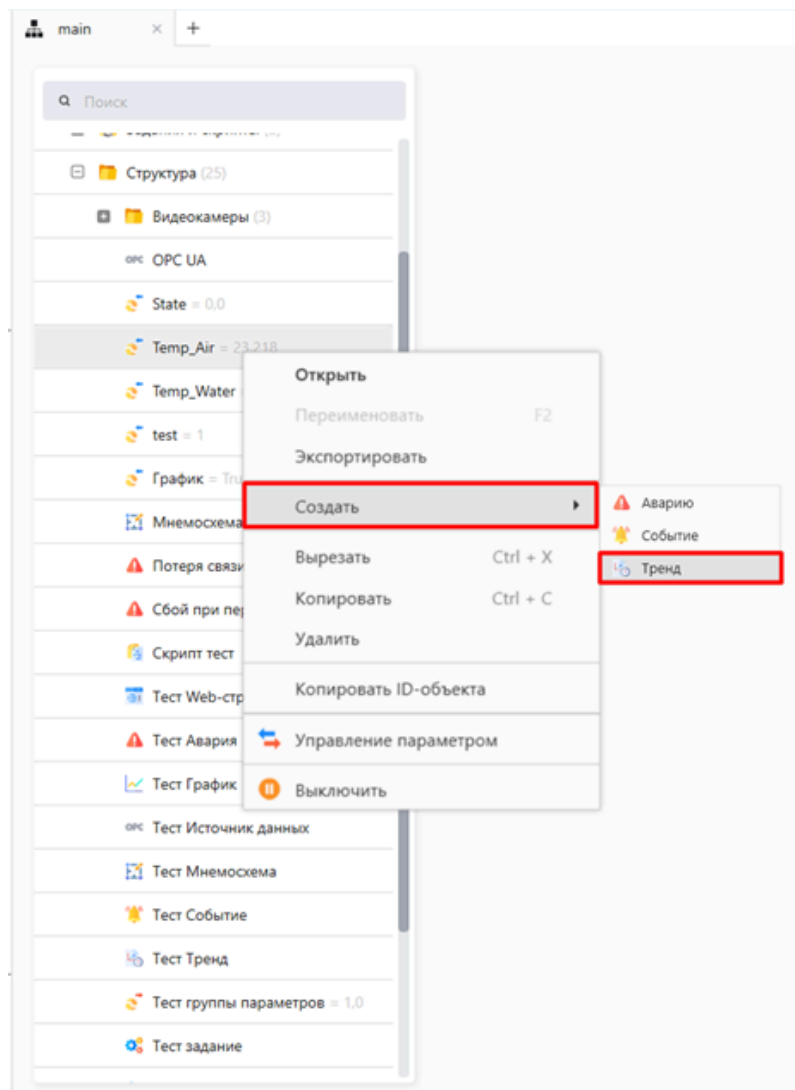 main × +
Поиск
Структура (25)
Видеокамеры (3)
OPC OPC UA
State = 0,0
Temp_Air = 23,218
Temp_Water
test = 1
График = Tru
Мнемосхема
Потеря связи
Сбой при пе
Скрипт тест
Тест Web-стр
Тест Авария
Тест График
OPC Тест Источник данных
Тест Мнемосхема
Тест Событие
Тест Тренд
Тест группы параметров = 1,0
Тест задание
Открыть
Переименовать F2
Экспортировать
Создать
Вырезать Ctrl + X
Копировать Ctrl + C
Удалить
Копировать ID-объекта
Управление параметром
Выключить
Аварию
Событие
Тренд